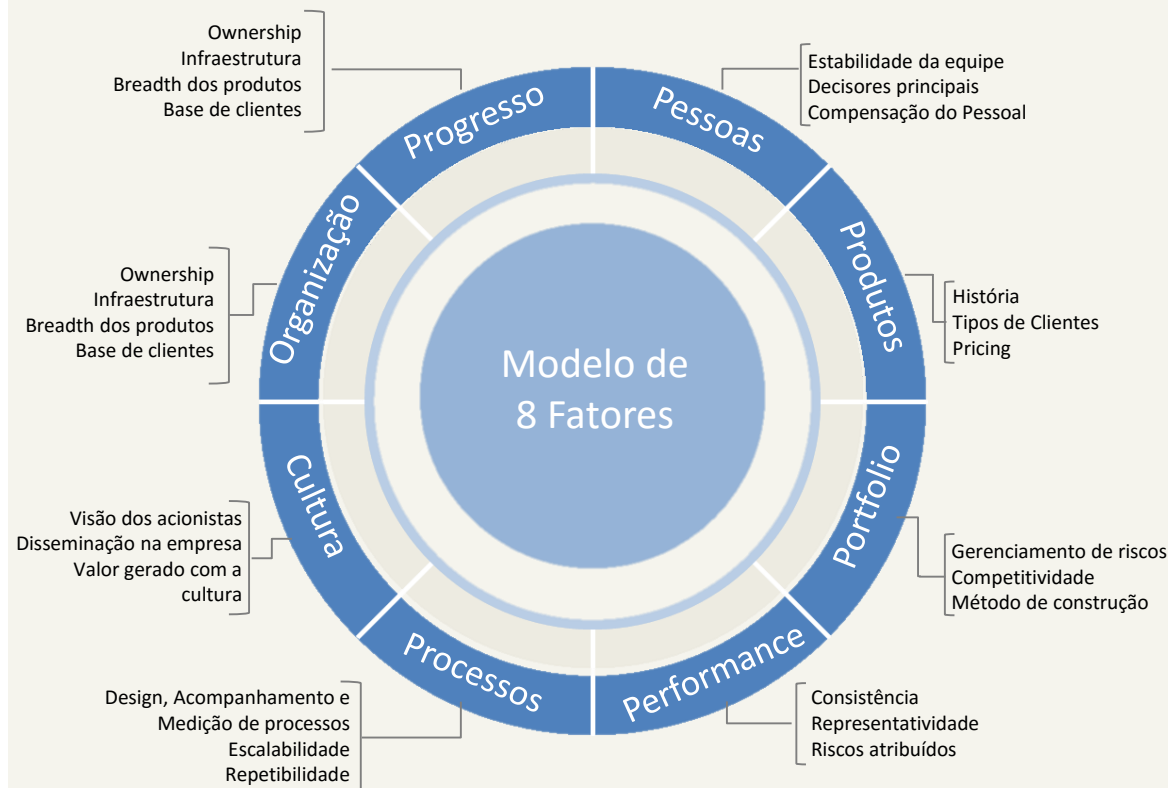 Ownership
Infraestrutura
Breadth dos produtos
Base de clientes
Progresso
Pessoas
Estabilidade da equipe
Decisores principais
Compensação do Pessoal
Ownership
Infraestrutura
Breadth dos produtos
Base de clientes
Organização
Produtos
História
Tipos de Clientes
Pricing
Modelo de
8 Fatores
Visão dos acionistas
Disseminação na empresa
Valor gerado com a
cultura
Cultura
Portfolio
Gerenciamento de riscos
Competitividade
Método de construção
Design, Acompanhamento e
Medição de processos
Escalabilidade
Repetibilidade
Processos
Performance
Consistência
Representatividade
Riscos atribuídos